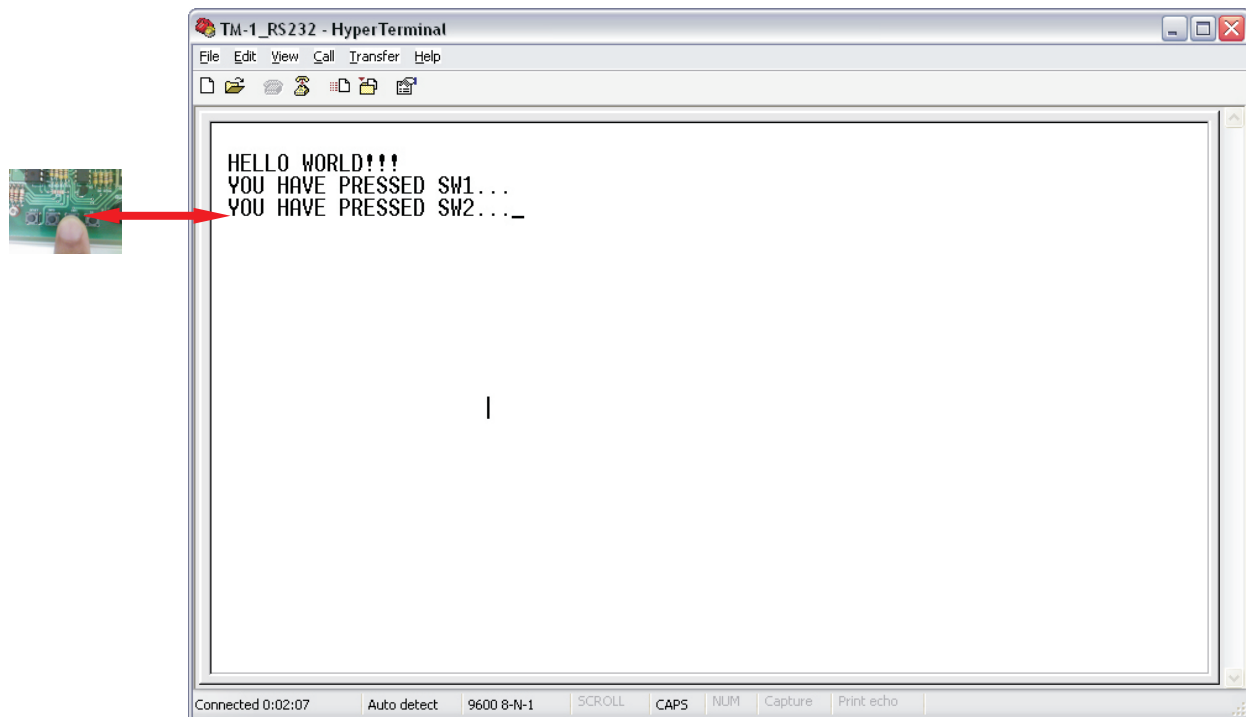 TM-1_RS232 - HyperTerminal
File Edit View Call Transfer Help
HELLO WORLD!!!
YOU HAVE PRESSED SW1...
YOU HAVE PRESSED SW2..._
Connected 0:02:07 Auto detect 9600 8-N-1 SCROLL CAPS NUM Capture Print echo